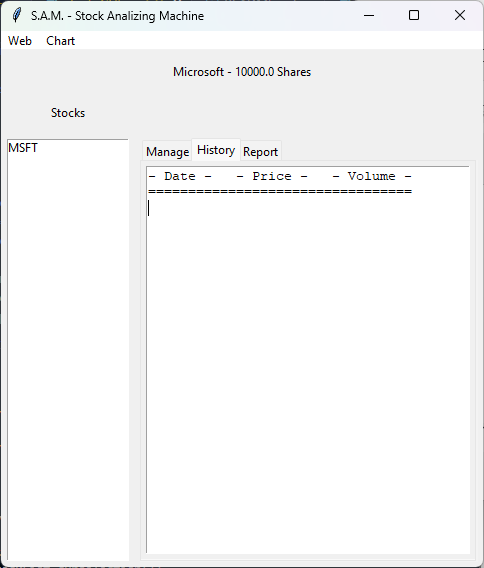 S.A.M. - Stock Analizing Machine
Web Chart
Microsoft - 10000.0 Shares
Stocks
MSFT
Manage History Report
- Date -   - Price -   - Volume -
=================================